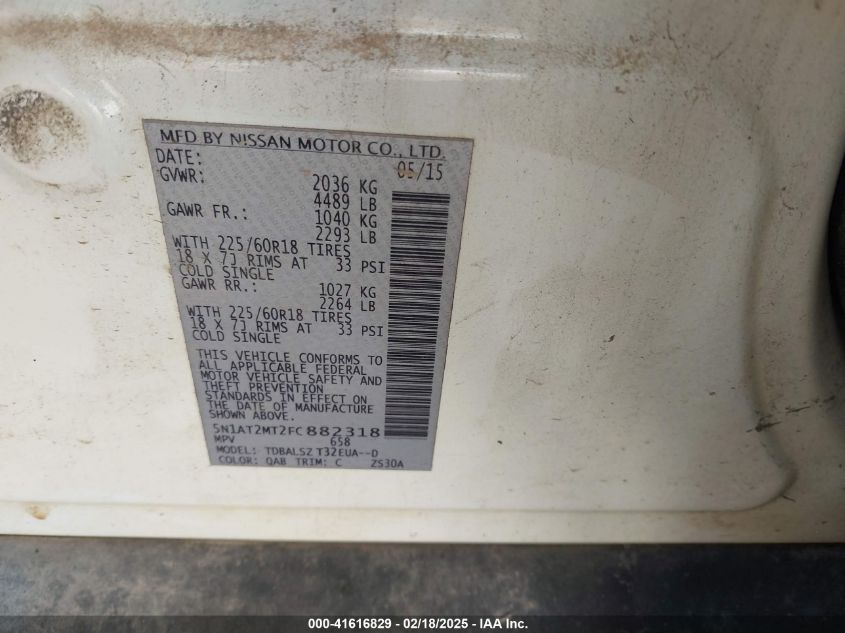 MFD BY NISSAN MOTOR CO., LTD.
DATE: 05/15
GVWR: 2036 KG
4489 LB
GAWR FR.: 1040 KG
2293 LB
WITH 225/60R18 TIRES
18 X 7J RIMS AT 33 PSI
COLD SINGLE
GAWR RR.: 1027 KG
2264 LB
WITH 225/60R18 TIRES
18 X 7J RIMS AT 33 PSI
COLD SINGLE
THIS VEHICLE CONFORMS TO
ALL APPLICABLE FEDERAL
MOTOR VEHICLE SAFETY AND
THEFT PREVENTION
STANDARDS IN EFFECT ON
THE DATE OF MANUFACTURE
SHOWN ABOVE.
5N1AT2MT2FC882318
MPV 658
MODEL: TDBALSZ T32EUA--D
COLOR: QAB TRIM: C ZS30A
000-41616829 - 02/18/2025 - IAA Inc.